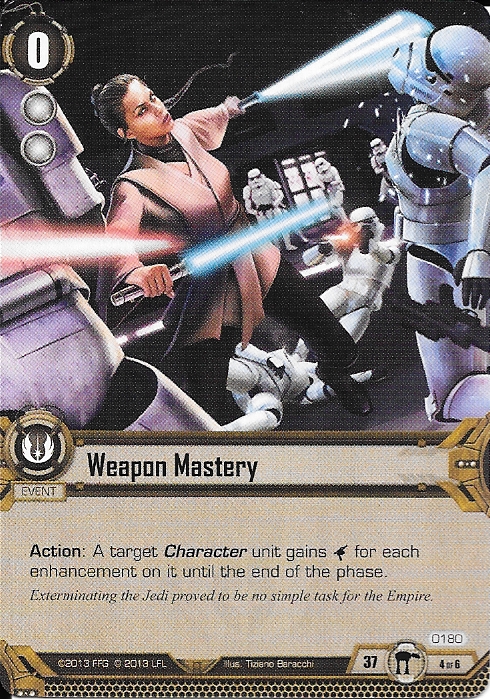 0
Weapon Mastery
EVENT
Action: A target Character unit gains for each
enhancement on it until the end of the phase.
Exterminating the Jedi proved to be no simple task for the Empire.
0180
©2013 FFG © 2013 LFL Illus. Tiziano Baracchi 37 4 OF 6